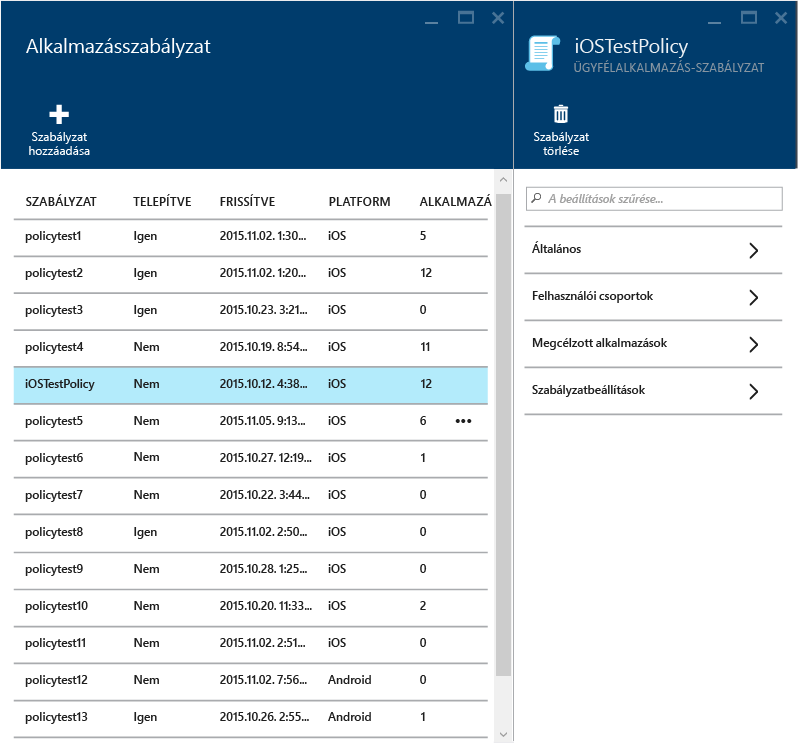 Alkalmazásszabályzat
Szabályzat
hozzáadása
SZABÁLYZAT TELEPÍTVE FRISSÍTVE PLATFORM ALKALMAZÁ
policytest1 Igen 2015.11.02. 1:30... iOS 5
policytest2 Igen 2015.11.02. 1:20... iOS 12
policytest3 Igen 2015.10.23. 3:21... iOS 0
policytest4 Nem 2015.10.19. 8:54... iOS 11
iOSTestPolicy Nem 2015.10.12. 4:38... iOS 12
policytest5 Nem 2015.11.05. 9:13... iOS 6 •••
policytest6 Nem 2015.10.27. 12:19... iOS 1
policytest7 Nem 2015.10.22. 3:44... iOS 0
policytest8 Igen 2015.11.02. 2:50... iOS 0
policytest9 Nem 2015.10.28. 1:25... iOS 0
policytest10 Nem 2015.10.20. 11:33... iOS 2
policytest11 Nem 2015.11.02. 2:51... iOS 0
policytest12 Nem 2015.11.02. 7:56... Android 0
policytest13 Igen 2015.10.26. 2:55... Android 1
iOSTestPolicy
ÜGYFÉLALKALMAZÁS-SZABÁLYZAT
Szabályzat
törlése
A beállítások szűrése...
Általános
Felhasználói csoportok
Megcélzott alkalmazások
Szabályzatbeállítások